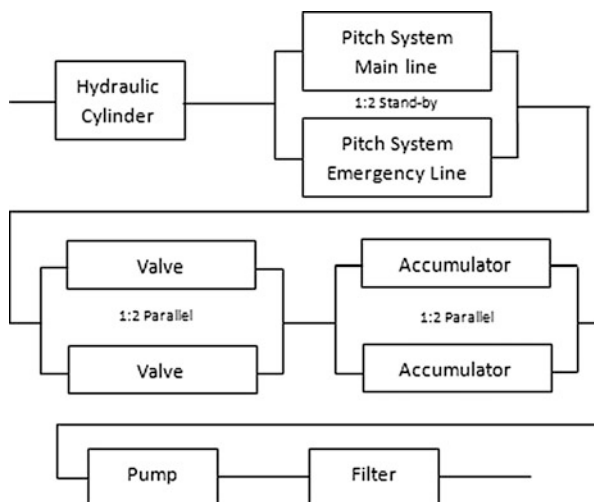 Hydraulic
Cylinder
Pitch System
Main line
1:2 Stand-by
Pitch System
Emergency Line
Valve
1:2 Parallel
Valve
Accumulator
1:2 Parallel
Accumulator
Pump
Filter